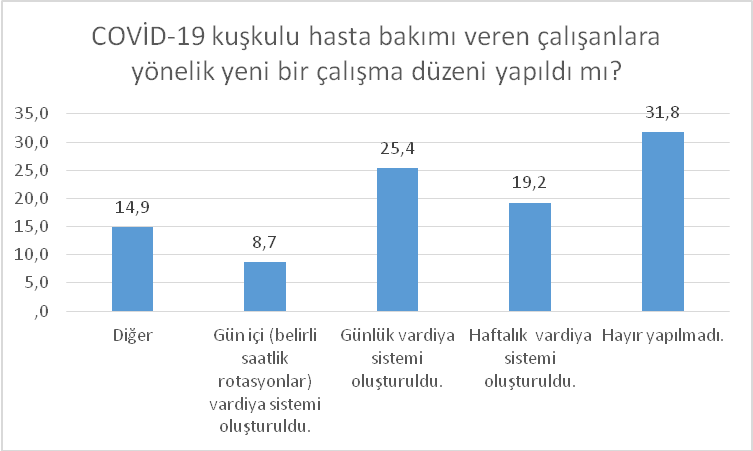 COVİD-19 kuşkulu hasta bakımı veren çalışanlara
yönelik yeni bir çalışma düzeni yapıldı mı?
35,0
30,0
25,0
20,0
15,0
10,0
5,0
,0
14,9
8,7
25,4
19,2
31,8
Diğer
Gün içi (belirli
saatlik
rotasyonlar)
vardiya sistemi
oluşturuldu.
Günlük vardiya
sistemi
oluşturuldu.
Haftalık vardiya
sistemi
oluşturuldu.
Hayır yapılmadı.